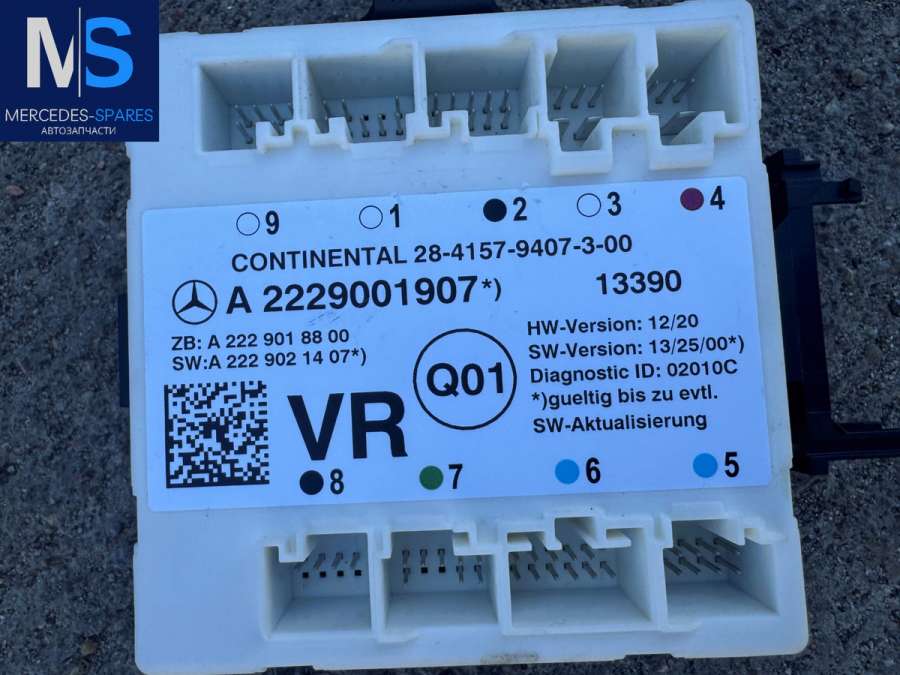 MS
MERCEDES-SPARES
АВТОЗАПЧАСТИ
9 1 2 3 4
CONTINENTAL 28-4157-9407-3-00
A 2229001907*) 13390
ZB: A 222 901 88 00
SW:A 222 902 14 07*)
HW-Version: 12/20
SW-Version: 13/25/00*)
Diagnostic ID: 02010C
*)gueltig bis zu evtl.
SW-Aktualisierung
Q01
VR
8 7 6 5